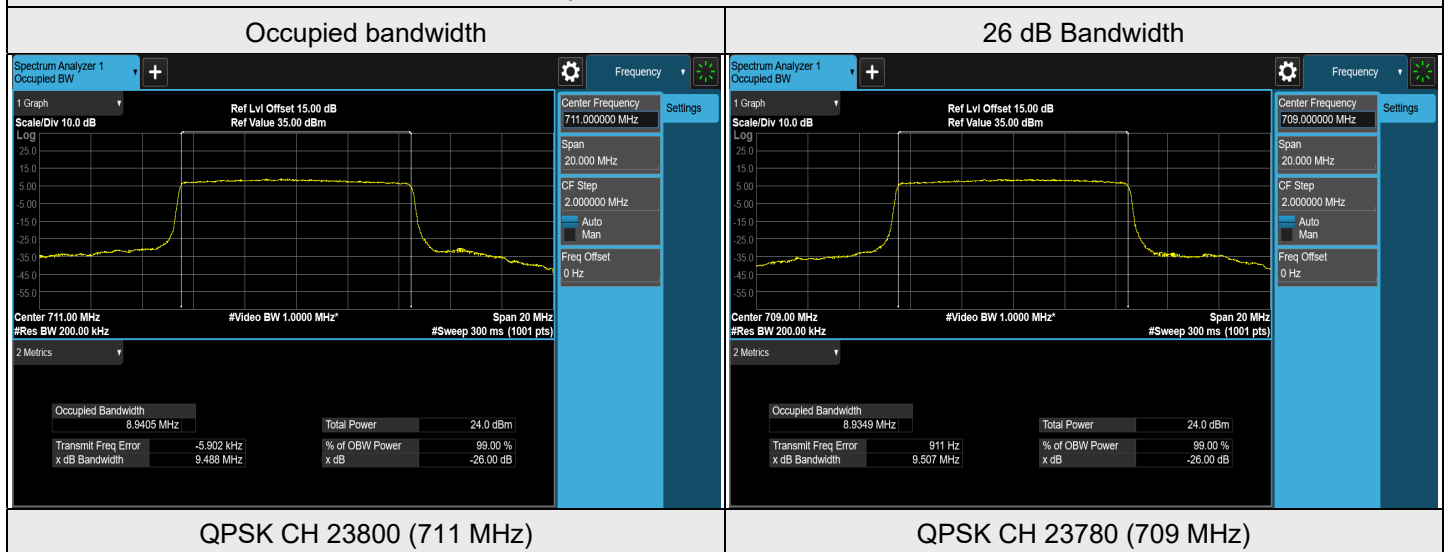 Occupied bandwidth
26 dB Bandwidth
Spectrum Analyzer 1
Occupied BW
+
Frequency
1 Graph
Scale/Div 10.0 dB
Ref Lvl Offset 15.00 dB
Ref Value 35.00 dBm
Log
25.0
15.0
5.00
-5.00
-15.0
-25.0
-35.0
-45.0
-55.0
Center 711.00 MHz
#Video BW 1.0000 MHz*
Span 20 MHz
#Res BW 200.00 kHz
#Sweep 300 ms (1001 pts)
Center Frequency
711.000000 MHz
Settings
Span
20.000 MHz
CF Step
2.000000 MHz
Auto
Man
Freq Offset
0 Hz
2 Metrics
Occupied Bandwidth
8.9405 MHz
Total Power 24.0 dBm
Transmit Freq Error -5.902 kHz
% of OBW Power 99.00 %
x dB Bandwidth 9.488 MHz
x dB -26.00 dB
Spectrum Analyzer 1
Occupied BW
+
Frequency
1 Graph
Scale/Div 10.0 dB
Ref Lvl Offset 15.00 dB
Ref Value 35.00 dBm
Log
25.0
15.0
5.00
-5.00
-15.0
-25.0
-35.0
-45.0
-55.0
Center 709.00 MHz
#Video BW 1.0000 MHz*
Span 20 MHz
#Res BW 200.00 kHz
#Sweep 300 ms (1001 pts)
Center Frequency
709.000000 MHz
Settings
Span
20.000 MHz
CF Step
2.000000 MHz
Auto
Man
Freq Offset
0 Hz
2 Metrics
Occupied Bandwidth
8.9349 MHz
Total Power 24.0 dBm
Transmit Freq Error 911 Hz
% of OBW Power 99.00 %
x dB Bandwidth 9.507 MHz
x dB -26.00 dB
QPSK CH 23800 (711 MHz)
QPSK CH 23780 (709 MHz)